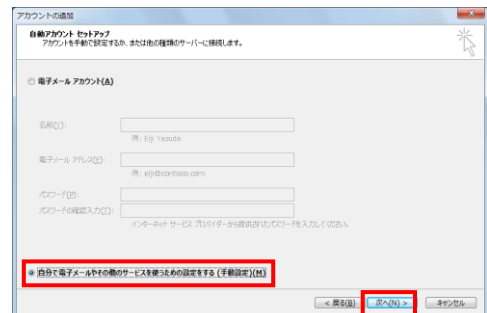 アカウントの追加
自動アカウント セットアップ
アカウントを手動で設定するか、または他の種類のサーバーに接続します。
電子メール アカウント(A)
名前(Y):
例: Eiji Yasuda
電子メール アドレス(E):
例: eiji@contoso.com
パスワード(P):
パスワードの確認入力(T):
インターネット サービス プロバイダーから提供されたパスワードを入力してください。
自分で電子メールやその他のサービスを使うための設定をする (手動設定)(M)
< 戻る(B)
次へ(N) >
キャンセル